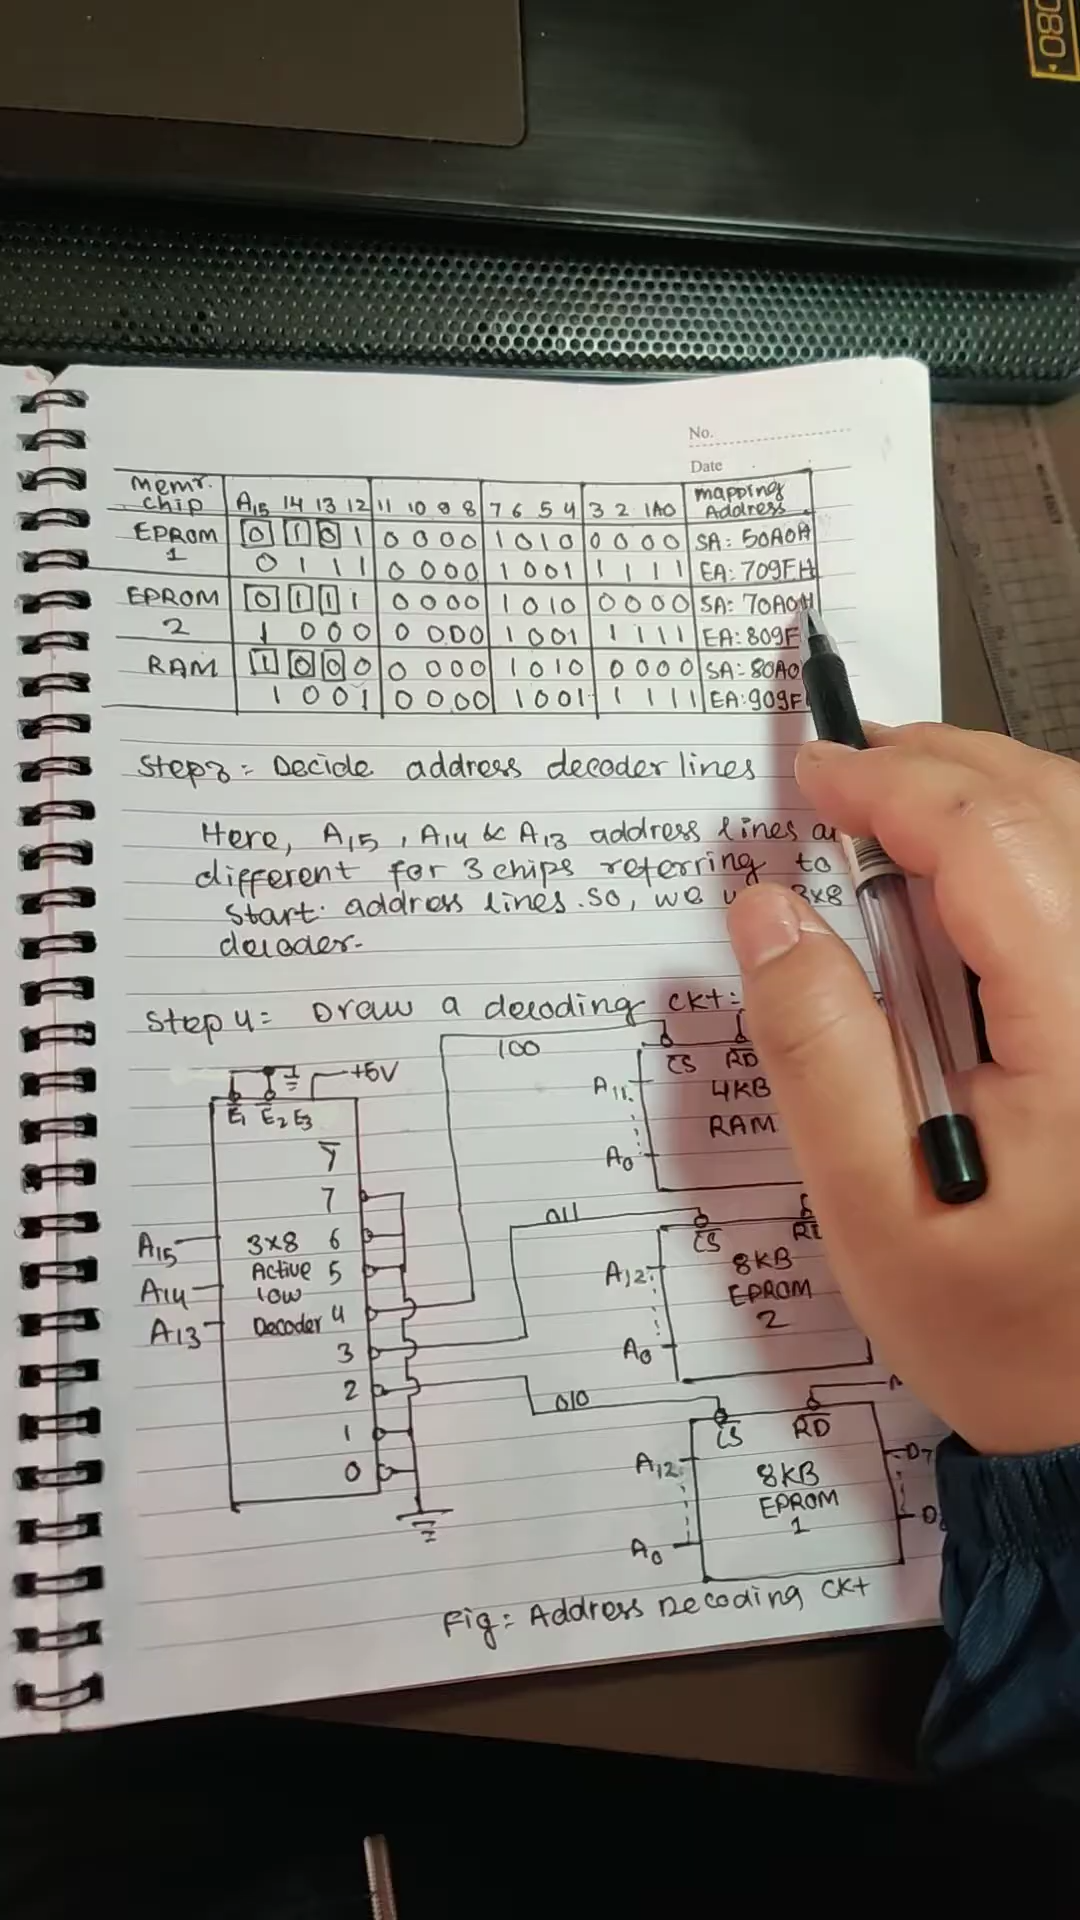 080
No.
Date
Memr. Chip A15 14 13 12 11 10 9 8 7 6 5 4 3 2 1 A0 Mapping Address
EPROM 1 0 1 0 1 0 0 0 0 1 0 1 0 0 0 0 0 SA: 50A0H
0 1 1 1 0 0 0 0 1 0 0 1 1 1 1 1 EA: 709FH
EPROM 2 0 1 1 1 0 0 0 0 1 0 1 0 0 0 0 0 SA: 70A0H
1 0 0 0 0 0 0 0 1 0 0 1 1 1 1 1 EA: 809F
RAM 1 0 0 0 0 0 0 0 1 0 1 0 0 0 0 0 SA: 80A0
1 0 0 1 0 0 0 0 1 0 0 1 1 1 1 1 EA: 909F
Step3 = Decide address decoder lines
Here, A15, A14 & A13 address lines
different for 3 chips referring to
start address lines. So, we 3x8
decoder.
Step 4 = Draw a decoding ckt =
100
+5V
E1 E2 E3
Y
7
6
5
4
3
2
1
0
A15
A14
A13
3x8
Active
low
Decoder
CS RD
A11
4KB
RAM
A0
011
CS
A12
8KB
EPROM
2
A0
010
CS RD
A12
8KB
EPROM
1
A0
D7
Fig = Address Decoding ckt